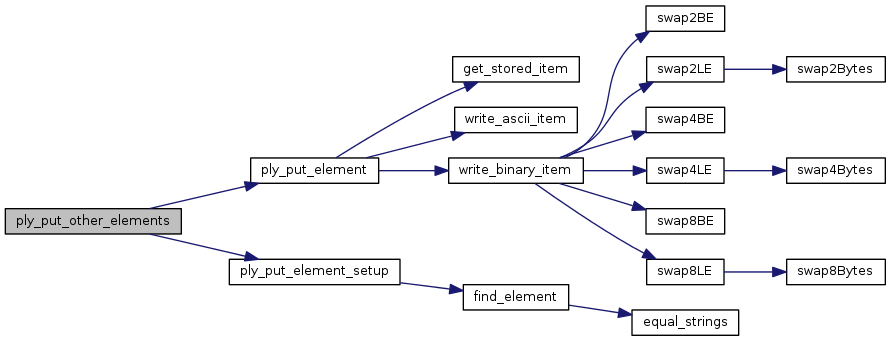 swap2BE
get_stored_item
swap2LE
swap2Bytes
write_ascii_item
swap4BE
ply_put_element
write_binary_item
swap4LE
swap4Bytes
ply_put_other_elements
swap8BE
ply_put_element_setup
swap8LE
swap8Bytes
find_element
equal_strings